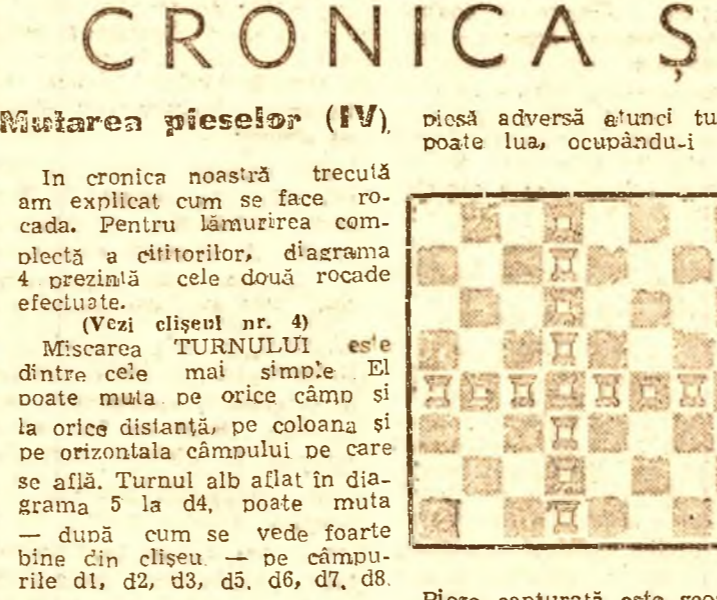 CRONICA Ș
Mutarea pieselor (IV)
In cronica noastră trecută
am explicat cum se face ro-
cada. Pentru lămurirea com-
plectă a cititorilor, diagrama
4 prezintă cele două rocade
efectuate.
(Vezi clișeul nr. 4)
Mișcarea TURNULUI este
dintre cele mai simple. El
poate muta pe orice câmp și
la orice distanță, pe coloana și
pe orizontala câmpului pe care
se află. Turnul alb aflat în dia-
grama 5 la d4, poate muta
— după cum se vede foarte
bine din clișeu — pe câmpu-
rile d1, d2, d3, d5, d6, d7, d8.
piesă adversă atunci tu
poate lua, ocupându-i
capturată este